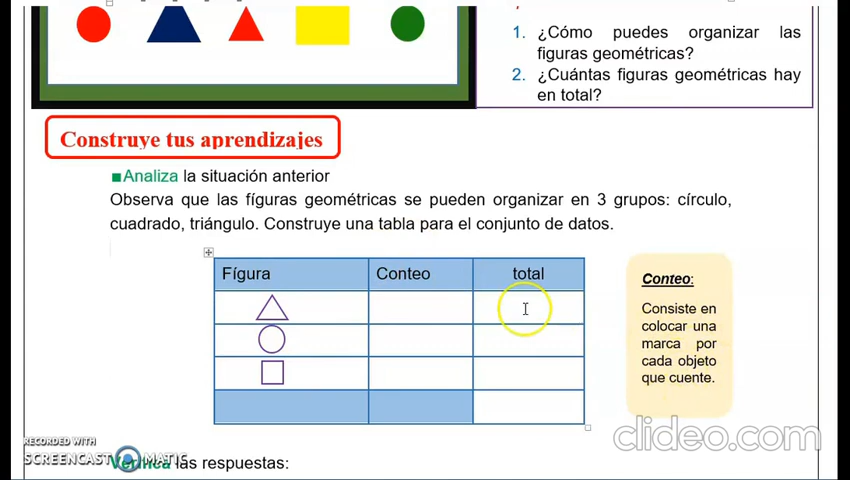 1. ¿Cómo puedes organizar las
figuras geométricas?
2. ¿Cuántas figuras geométricas hay
en total?
Construye tus aprendizajes
Analiza la situación anterior
Observa que las fíguras geométricas se pueden organizar en 3 grupos: círculo,
cuadrado, triángulo. Construye una tabla para el conjunto de datos.
Fígura Conteo total
Conteo:
Consiste en
colocar una
marca por
cada objeto
que cuente.
clideo.com
RECORDED WITH
SCREENCAST MATIC
Verifica las respuestas: